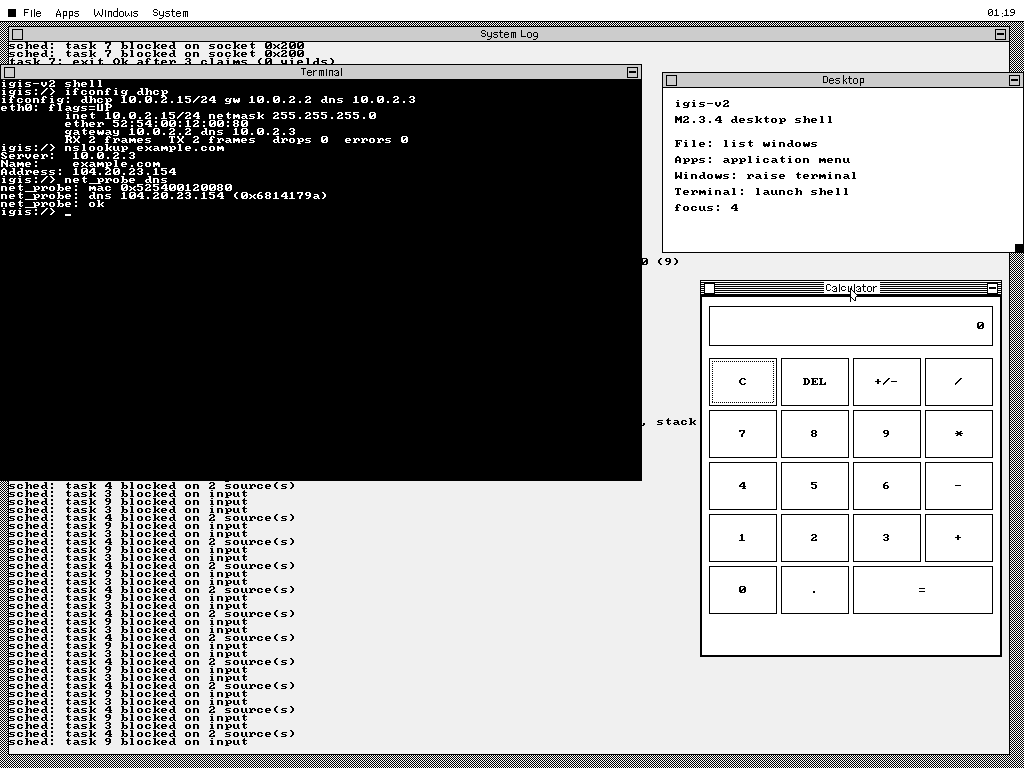 File Apps Windows System 01:19
System Log
sched: task 7 blocked on socket 0x200
sched: task 7 blocked on socket 0x200
task 7: exit Ok after 3 claims (0 yields)
Terminal
igis-v2 shell
igis:/> ifconfig dhcp
ifconfig: dhcp 10.0.2.15/24 gw 10.0.2.2 dns 10.0.2.3
eth0: flags=UP
inet 10.0.2.15/24 netmask 255.255.255.0
ether 52:54:00:12:00:80
gateway 10.0.2.2 dns 10.0.2.3
RX 2 frames TX 2 frames drops 0 errors 0
igis:/> nslookup example.com
Server: 10.0.2.3
Name: example.com
Address: 104.20.23.154
igis:/> net_probe dns
net_probe: mac 0x525400120080
net_probe: dns 104.20.23.154 (0x6814179a)
net_probe: ok
igis:/> _
Desktop
igis-v2
M2.3.4 desktop shell
File: list windows
Apps: application menu
Windows: raise terminal
Terminal: launch shell
focus: 4
0 (9)
, stack
Calculator
0
C DEL +/- /
7 8 9 *
4 5 6 -
1 2 3 +
0 . =
sched: task 4 blocked on 2 source(s)
sched: task 3 blocked on input
sched: task 9 blocked on input
sched: task 3 blocked on input
sched: task 4 blocked on 2 source(s)
sched: task 9 blocked on input
sched: task 3 blocked on input
sched: task 4 blocked on 2 source(s)
sched: task 9 blocked on input
sched: task 3 blocked on input
sched: task 4 blocked on 2 source(s)
sched: task 9 blocked on input
sched: task 3 blocked on input
sched: task 4 blocked on 2 source(s)
sched: task 9 blocked on input
sched: task 3 blocked on input
sched: task 4 blocked on 2 source(s)
sched: task 9 blocked on input
sched: task 3 blocked on input
sched: task 4 blocked on 2 source(s)
sched: task 9 blocked on input
sched: task 3 blocked on input
sched: task 4 blocked on 2 source(s)
sched: task 9 blocked on input
sched: task 3 blocked on input
sched: task 4 blocked on 2 source(s)
sched: task 9 blocked on input
sched: task 3 blocked on input
sched: task 4 blocked on 2 source(s)
sched: task 9 blocked on input
sched: task 3 blocked on input
sched: task 4 blocked on 2 source(s)
sched: task 9 blocked on input